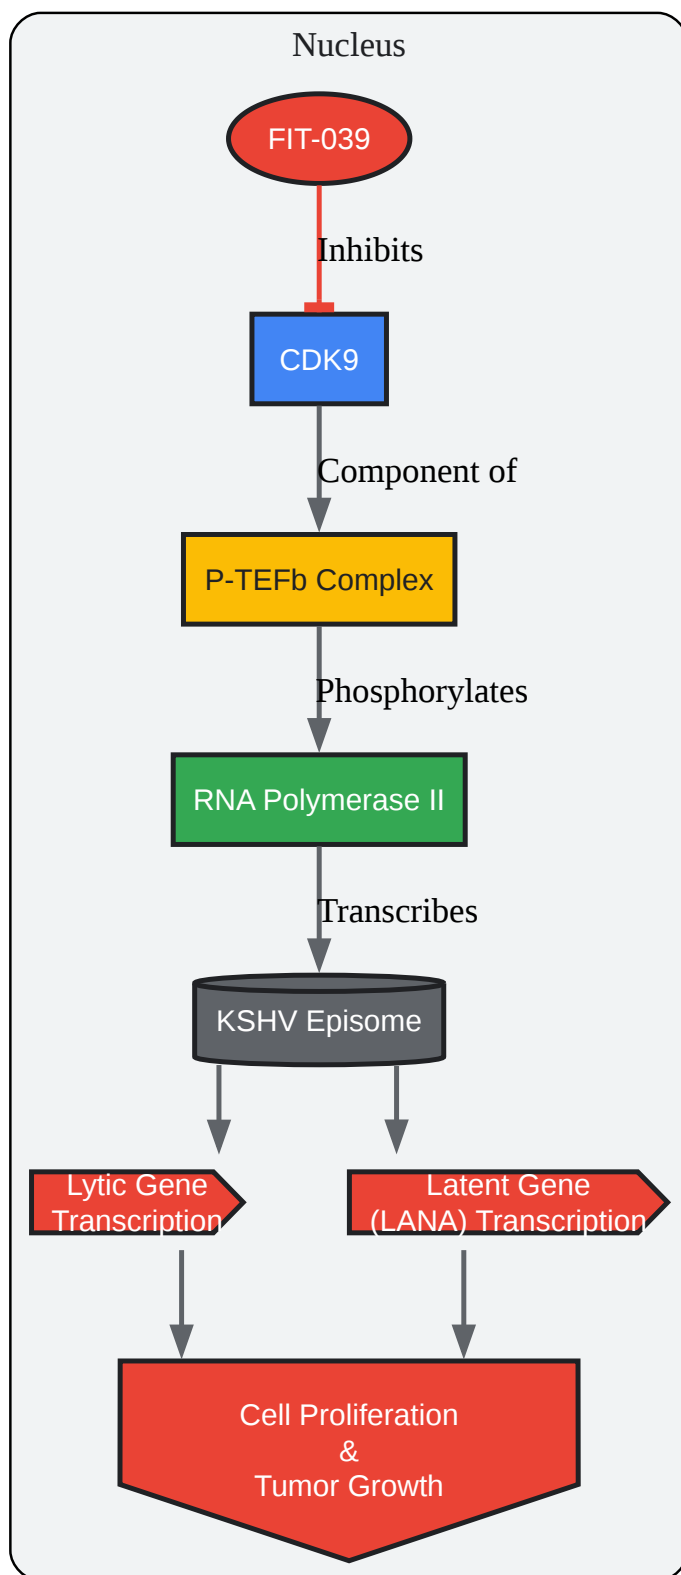 Nucleus
FIT-039
Inhibits
CDK9
Component of
P-TEFb Complex
Phosphorylates
RNA Polymerase II
Transcribes
KSHV Episome
Lytic Gene
Transcription
Latent Gene
(LANA) Transcription
Cell Proliferation
&
Tumor Growth